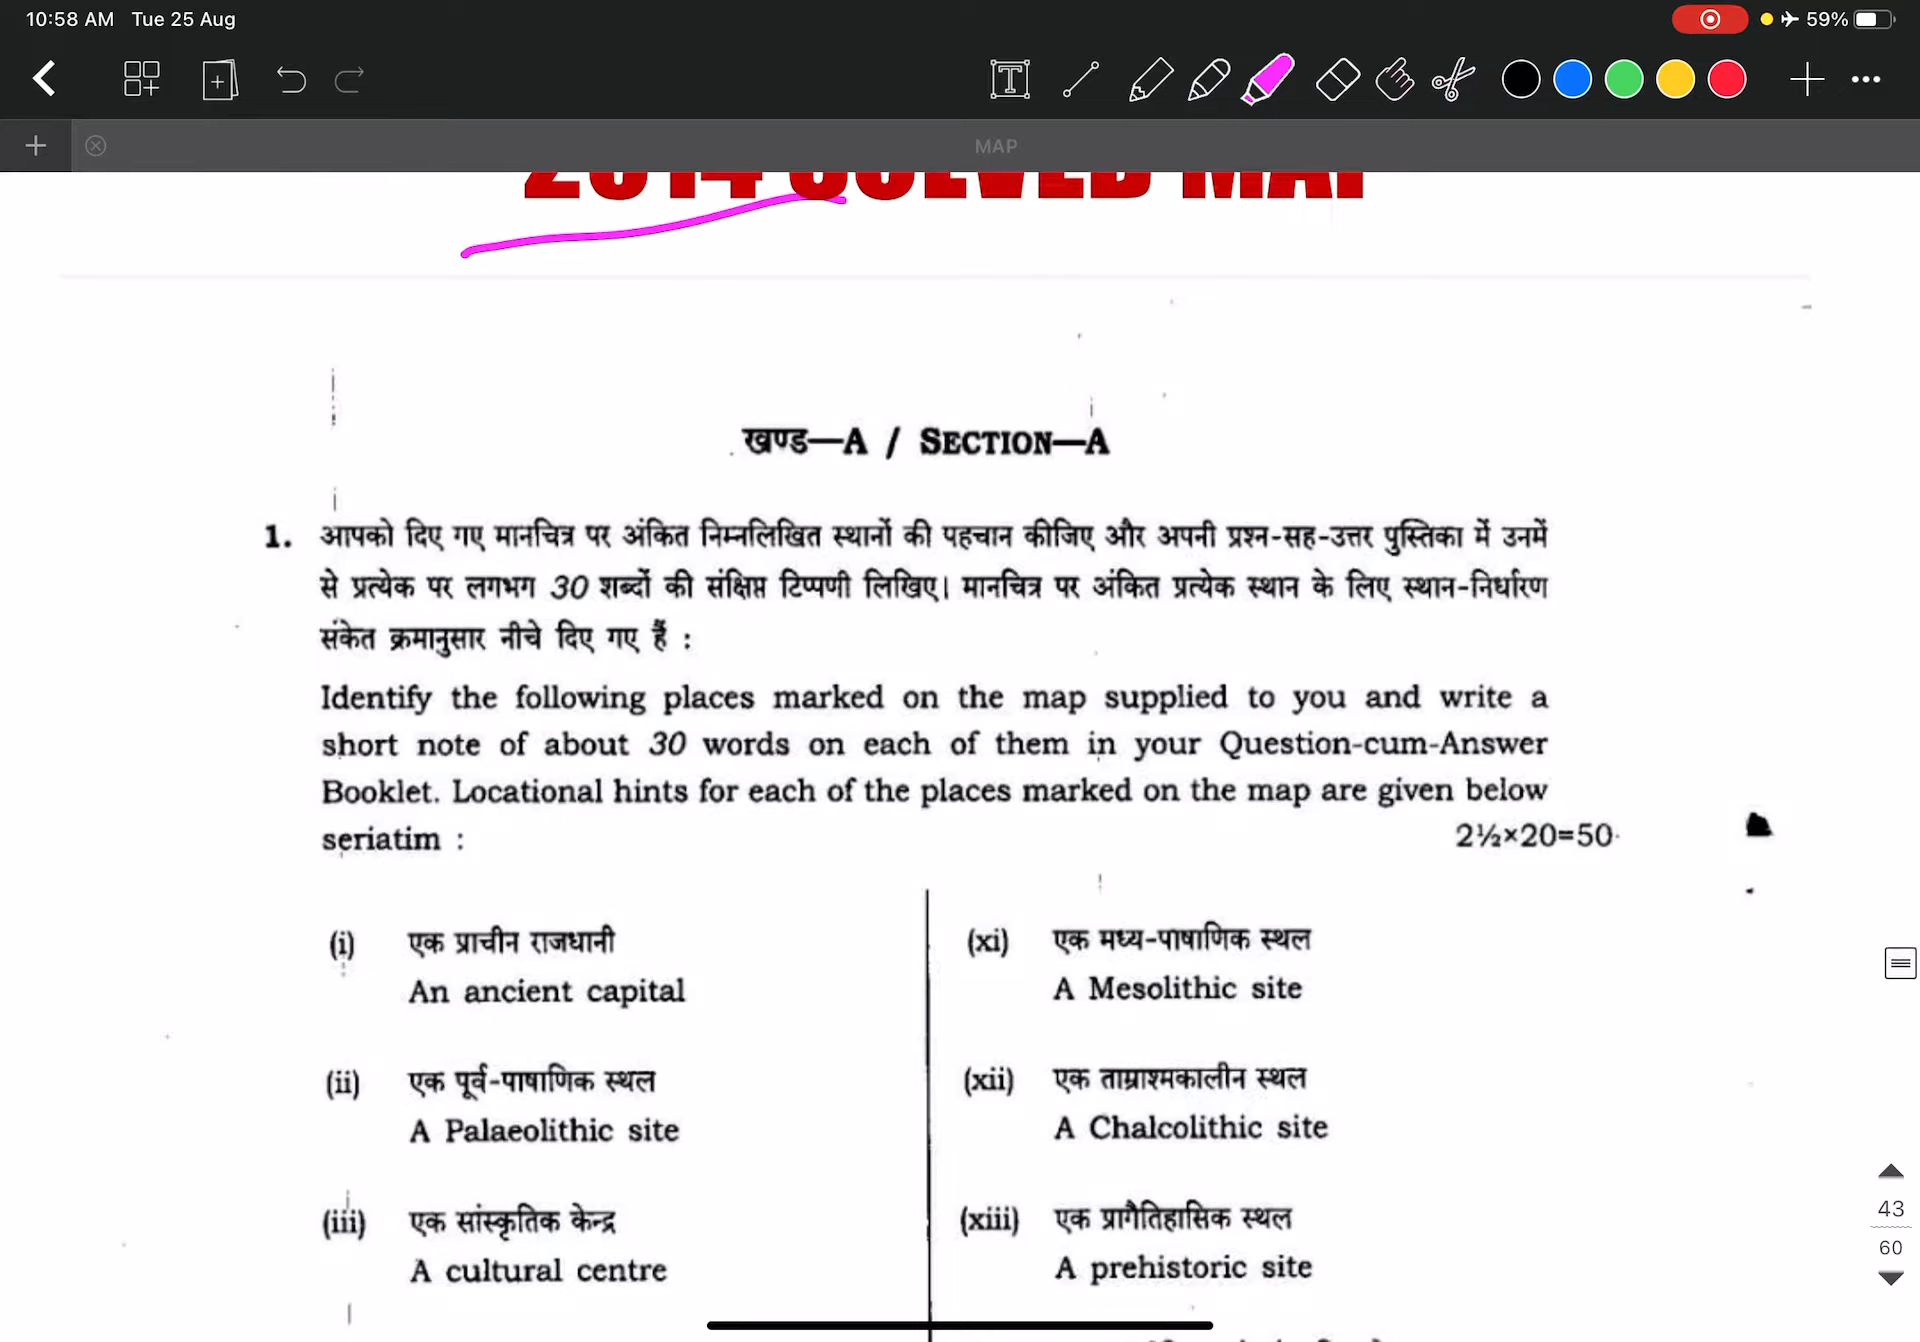 10:58 AM Tue 25 Aug
59%
MAP
2014 SOLVED MAP
खण्ड—A / SECTION—A
1. आपको दिए गए मानचित्र पर अंकित निम्नलिखित स्थानों की पहचान कीजिए और अपनी प्रश्न-सह-उत्तर पुस्तिका में उनमें
से प्रत्येक पर लगभग 30 शब्दों की संक्षिप्त टिप्पणी लिखिए। मानचित्र पर अंकित प्रत्येक स्थान के लिए स्थान-निर्धारण
संकेत क्रमानुसार नीचे दिए गए हैं :
Identify the following places marked on the map supplied to you and write a
short note of about 30 words on each of them in your Question-cum-Answer
Booklet. Locational hints for each of the places marked on the map are given below
seriatim :
2½×20=50
(i) एक प्राचीन राजधानी
An ancient capital
(ii) एक पूर्व-पाषाणिक स्थल
A Palaeolithic site
(iii) एक सांस्कृतिक केन्द्र
A cultural centre
(xi) एक मध्य-पाषाणिक स्थल
A Mesolithic site
(xii) एक ताम्राश्मकालीन स्थल
A Chalcolithic site
(xiii) एक प्रागैतिहासिक स्थल
A prehistoric site
43
60